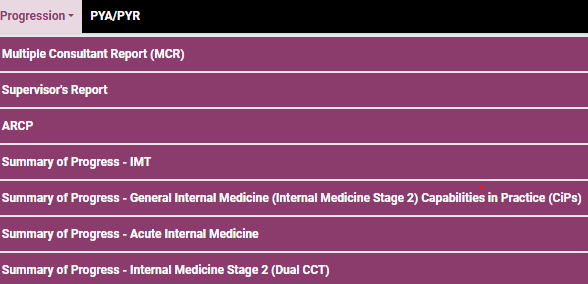 Progression PYA/PYR
Multiple Consultant Report (MCR)
Supervisor's Report
ARCP
Summary of Progress - IMT
Summary of Progress - General Internal Medicine (Internal Medicine Stage 2) Capabilities in Practice (CiPs)
Summary of Progress - Acute Internal Medicine
Summary of Progress - Internal Medicine Stage 2 (Dual CCT)